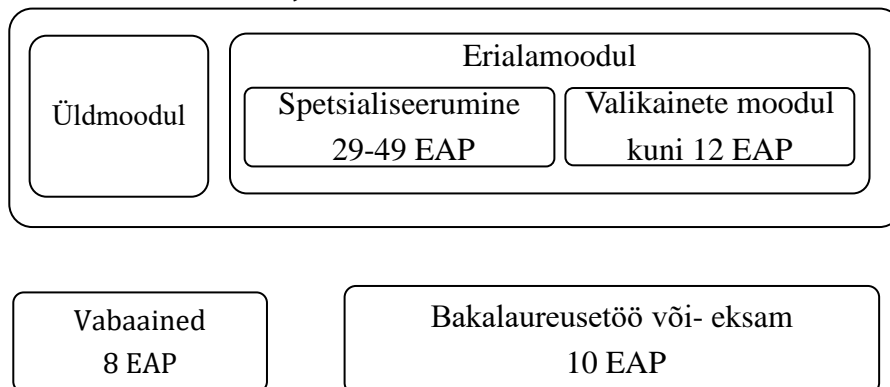 Erialamoodul
Üldmoodul
Spetsialiseerumine
29-49 EAP
Valikainete moodul
kuni 12 EAP
Vabaained
8 EAP
Bakalaureusetöö või- eksam
10 EAP